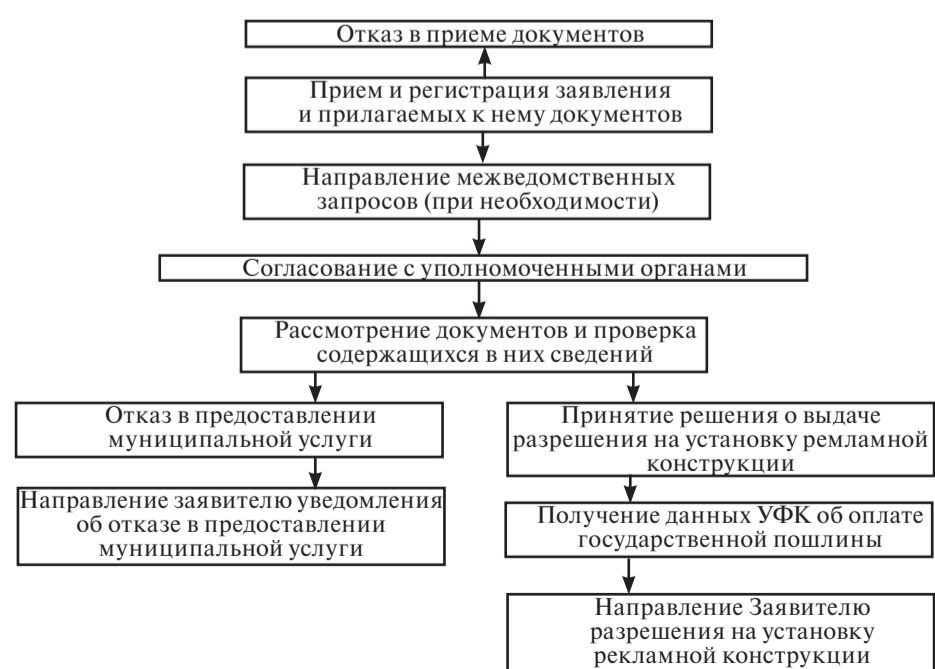 Отказ в приеме документов
Прием и регистрация заявления
и прилагаемых к нему документов
Направление межведомственных
запросов (при необходимости)
Согласование с уполномоченными органами
Рассмотрение документов и проверка
содержащихся в них сведений
Отказ в предоставлении
муниципальной услуги
Направление заявителю уведомления
об отказе в предоставлении
муниципальной услуги
Принятие решения о выдаче
разрешения на установку ремламной
конструкции
Получение данных УФК об оплате
государственной пошлины
Направление Заявителю
разрешения на установку
рекламной конструкции